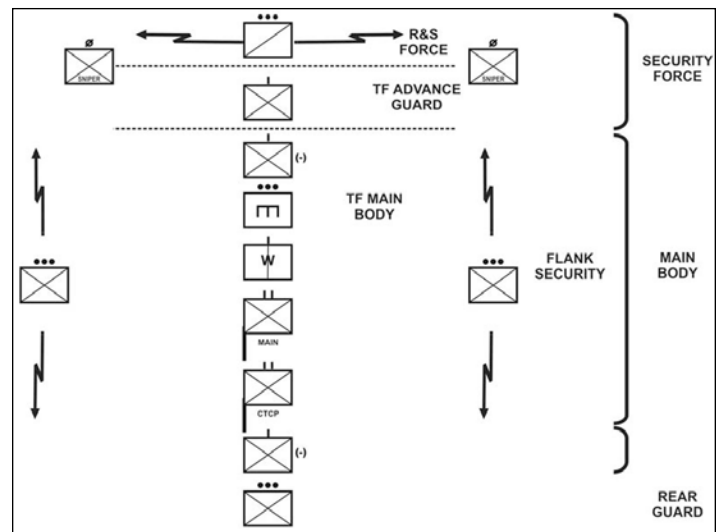 R&S
FORCE
SECURITY
FORCE
SNIPER
SNIPER
TF ADVANCE
GUARD
(-)
TF MAIN
BODY
W
FLANK
SECURITY
MAIN
BODY
MAIN
CTCP
(-)
REAR
GUARD